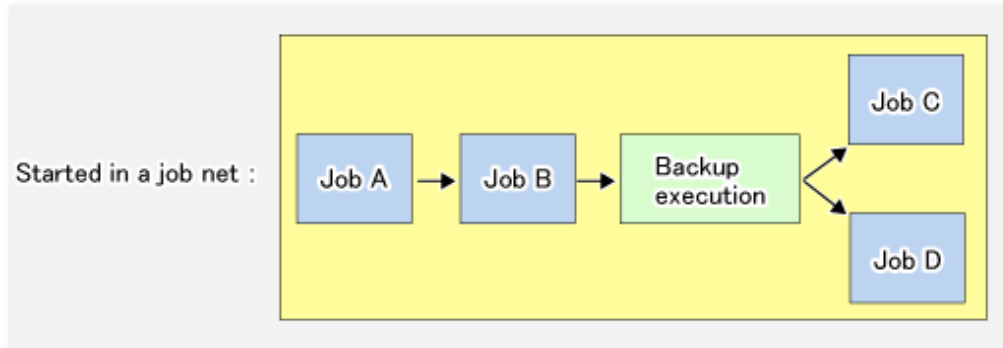 Started in a job net :
Job A
Job B
Backup
execution
Job C
Job D